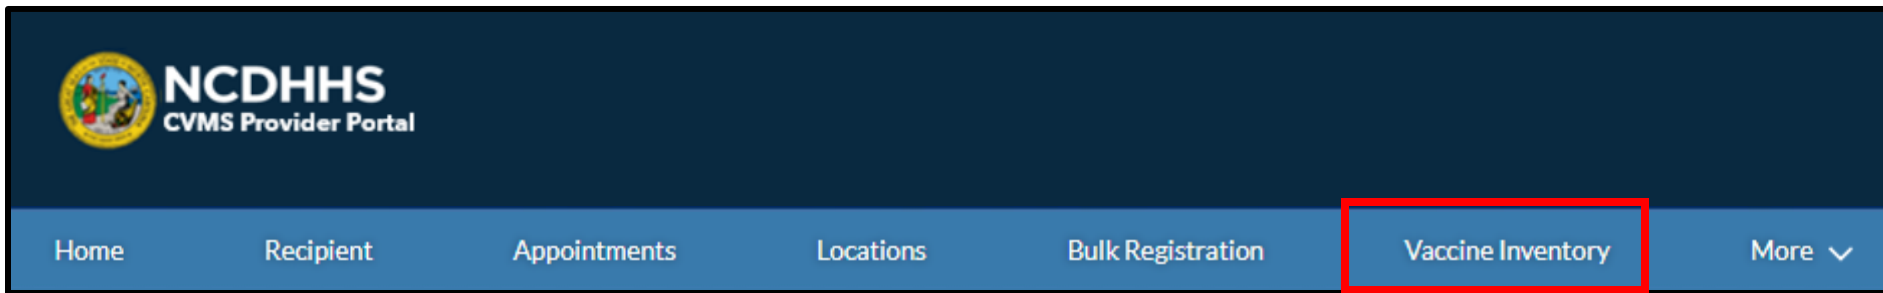 NCDHHS
CVMS Provider Portal
Home Recipient Appointments Locations Bulk Registration Vaccine Inventory More